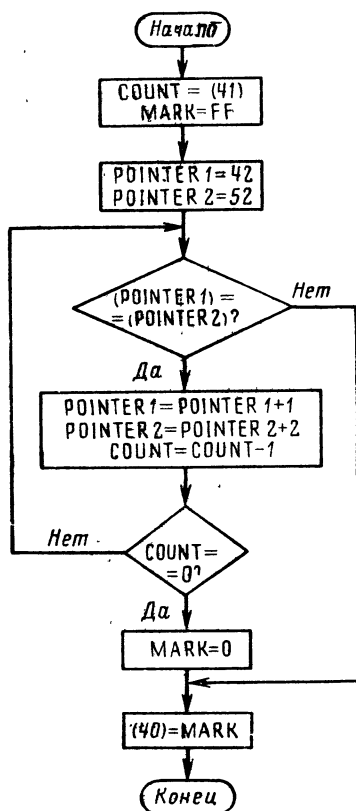 Начало
COUNT = (41)
MARK=FF
POINTER 1=42
POINTER 2=52
(POINTER 1) =
=(POINTER 2)?
Нет
Да
POINTER 1=POINTER 1+1
POINTER 2=POINTER 2+2
COUNT=COUNT-1
Нет
COUNT=
=0?
Да
MARK=0
(40)=MARK
Конец